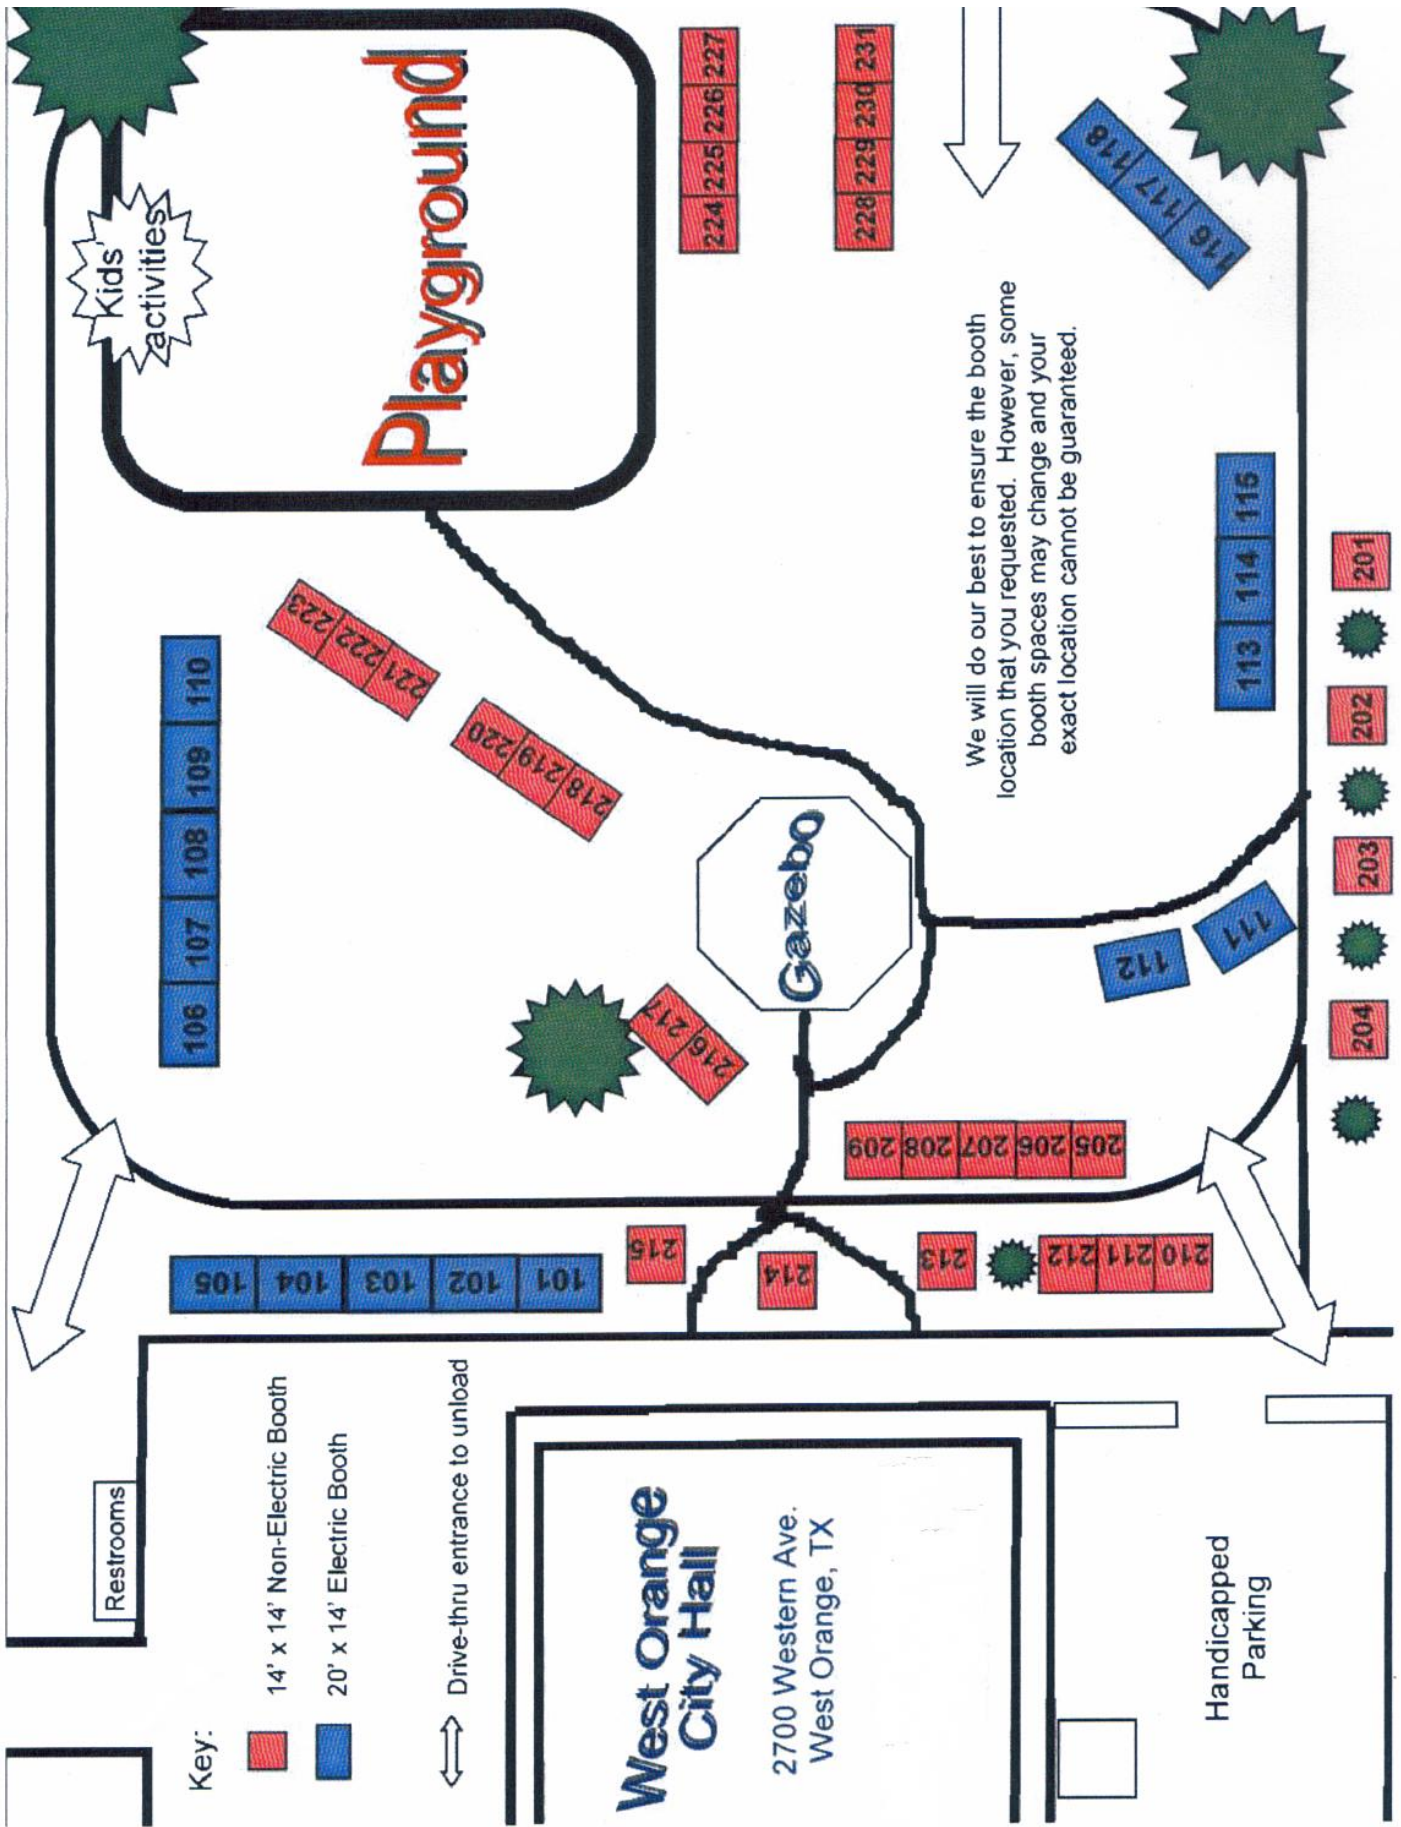 Restrooms
Key:
14' x 14' Non-Electric Booth
20' x 14' Electric Booth
Drive-thru entrance to unload
West Orange
City Hall
2700 Western Ave.
West Orange, TX
Handicapped
Parking
105
104
103
102
101
215
214
213
212
211
210
106 107 108 109 110
209
208
207
206
205
216 217
218 219 220
221 222 223
Gazebo
112
111
Kids'
activities
Playground
224 225 226 227
228 229 230 231
We will do our best to ensure the booth
location that you requested. However, some
booth spaces may change and your
exact location cannot be guaranteed.
116 117 118
113 114 115
204 203 202 201